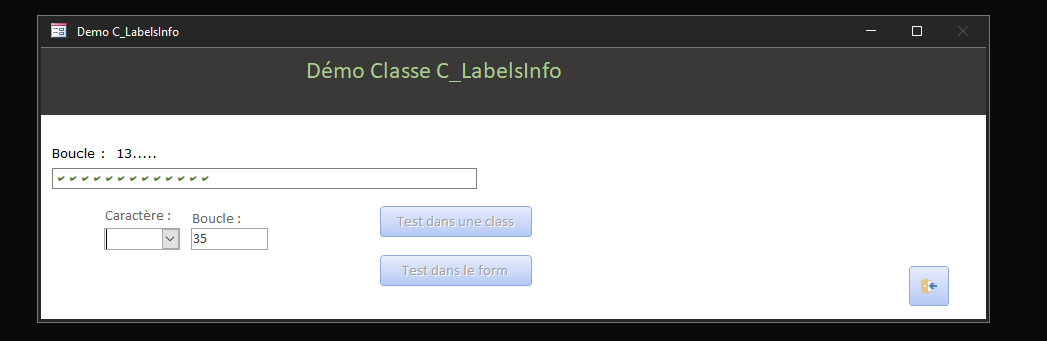 Demo C_LabelsInfo
Démo Classe C_LabelsInfo
Boucle : 13.....
✔ ✔ ✔ ✔ ✔ ✔ ✔ ✔ ✔ ✔ ✔ ✔ ✔
Caractère : Boucle :
35
Test dans une class
Test dans le form